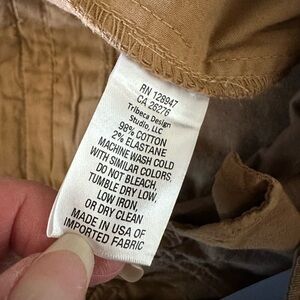 RN 128947
CA 26276
Tribeca Design
Studio, LLC
98% COTTON
2% ELASTANE
MACHINE WASH COLD
WITH SIMILAR COLORS
DO NOT BLEACH,
TUMBLE DRY LOW,
LOW IRON,
OR DRY CLEAN
MADE IN USA OF
IMPORTED FABRIC